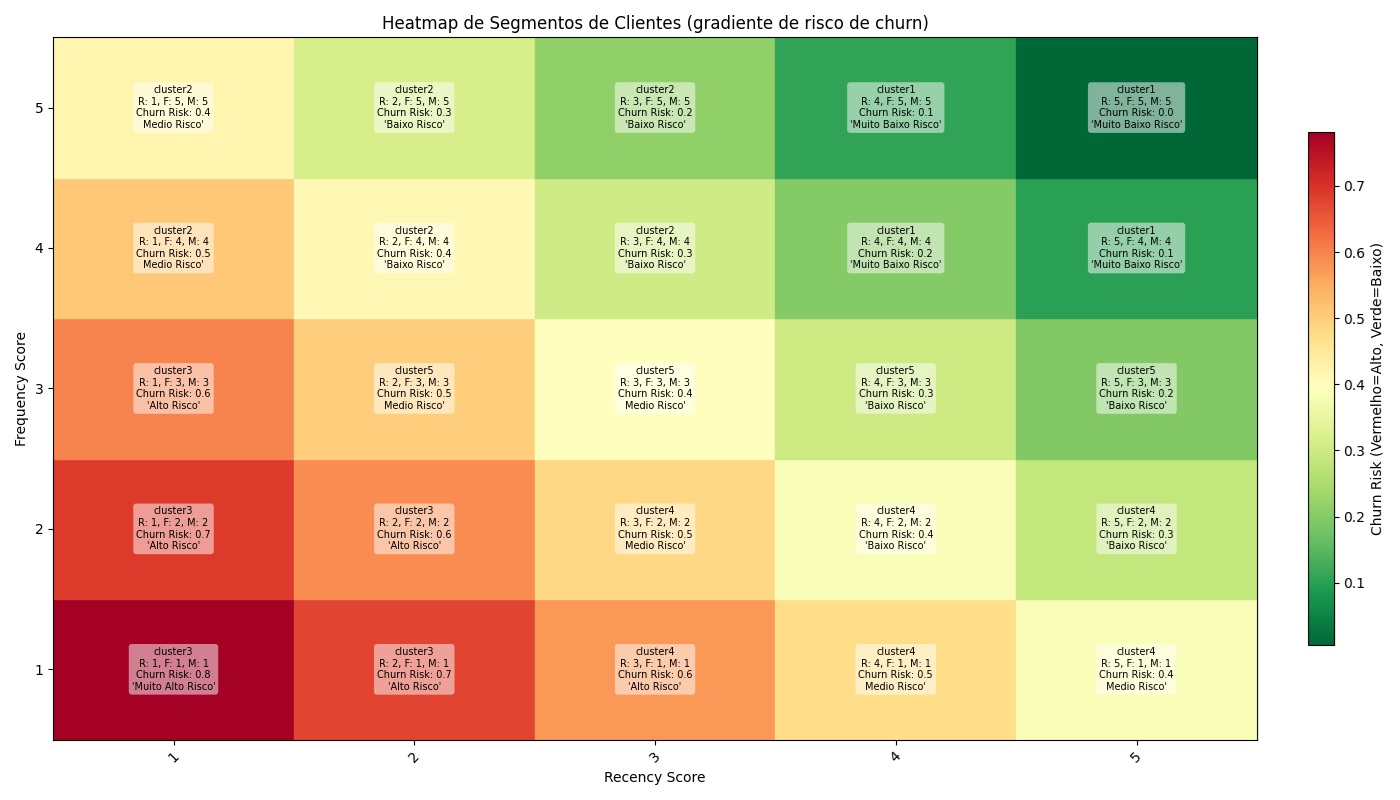 Heatmap de Segmentos de Clientes (gradiente de risco de churn)
Frequency Score
5
cluster2
R: 1, F: 5, M: 5
Churn Risk: 0.4
Medio Risco'
cluster2
R: 2, F: 5, M: 5
Churn Risk: 0.3
'Baixo Risco'
cluster2
R: 3, F: 5, M: 5
Churn Risk: 0.2
'Baixo Risco'
cluster1
R: 4, F: 5, M: 5
Churn Risk: 0.1
'Muito Baixo Risco'
cluster1
R: 5, F: 5, M: 5
Churn Risk: 0.0
'Muito Baixo Risco'
4
cluster2
R: 1, F: 4, M: 4
Churn Risk: 0.5
Medio Risco'
cluster2
R: 2, F: 4, M: 4
Churn Risk: 0.4
'Baixo Risco'
cluster2
R: 3, F: 4, M: 4
Churn Risk: 0.3
'Baixo Risco'
cluster1
R: 4, F: 4, M: 4
Churn Risk: 0.2
'Muito Baixo Risco'
cluster1
R: 5, F: 4, M: 4
Churn Risk: 0.1
'Muito Baixo Risco'
3
cluster3
R: 1, F: 3, M: 3
Churn Risk: 0.6
'Alto Risco'
cluster5
R: 2, F: 3, M: 3
Churn Risk: 0.5
Medio Risco'
cluster5
R: 3, F: 3, M: 3
Churn Risk: 0.4
Medio Risco'
cluster5
R: 4, F: 3, M: 3
Churn Risk: 0.3
'Baixo Risco'
cluster5
R: 5, F: 3, M: 3
Churn Risk: 0.2
'Baixo Risco'
2
cluster3
R: 1, F: 2, M: 2
Churn Risk: 0.7
'Alto Risco'
cluster3
R: 2, F: 2, M: 2
Churn Risk: 0.6
'Alto Risco'
cluster4
R: 3, F: 2, M: 2
Churn Risk: 0.5
Medio Risco'
cluster4
R: 4, F: 2, M: 2
Churn Risk: 0.4
'Baixo Risco'
cluster4
R: 5, F: 2, M: 2
Churn Risk: 0.3
'Baixo Risco'
1
cluster3
R: 1, F: 1, M: 1
Churn Risk: 0.8
'Muito Alto Risco'
cluster3
R: 2, F: 1, M: 1
Churn Risk: 0.7
'Alto Risco'
cluster4
R: 3, F: 1, M: 1
Churn Risk: 0.6
'Alto Risco'
cluster4
R: 4, F: 1, M: 1
Churn Risk: 0.5
Medio Risco'
cluster4
R: 5, F: 1, M: 1
Churn Risk: 0.4
Medio Risco'
1
2
3
4
5
Recency Score
0.7
0.6
0.5
0.4
0.3
0.2
0.1
Churn Risk (Vermelho=Alto, Verde=Baixo)